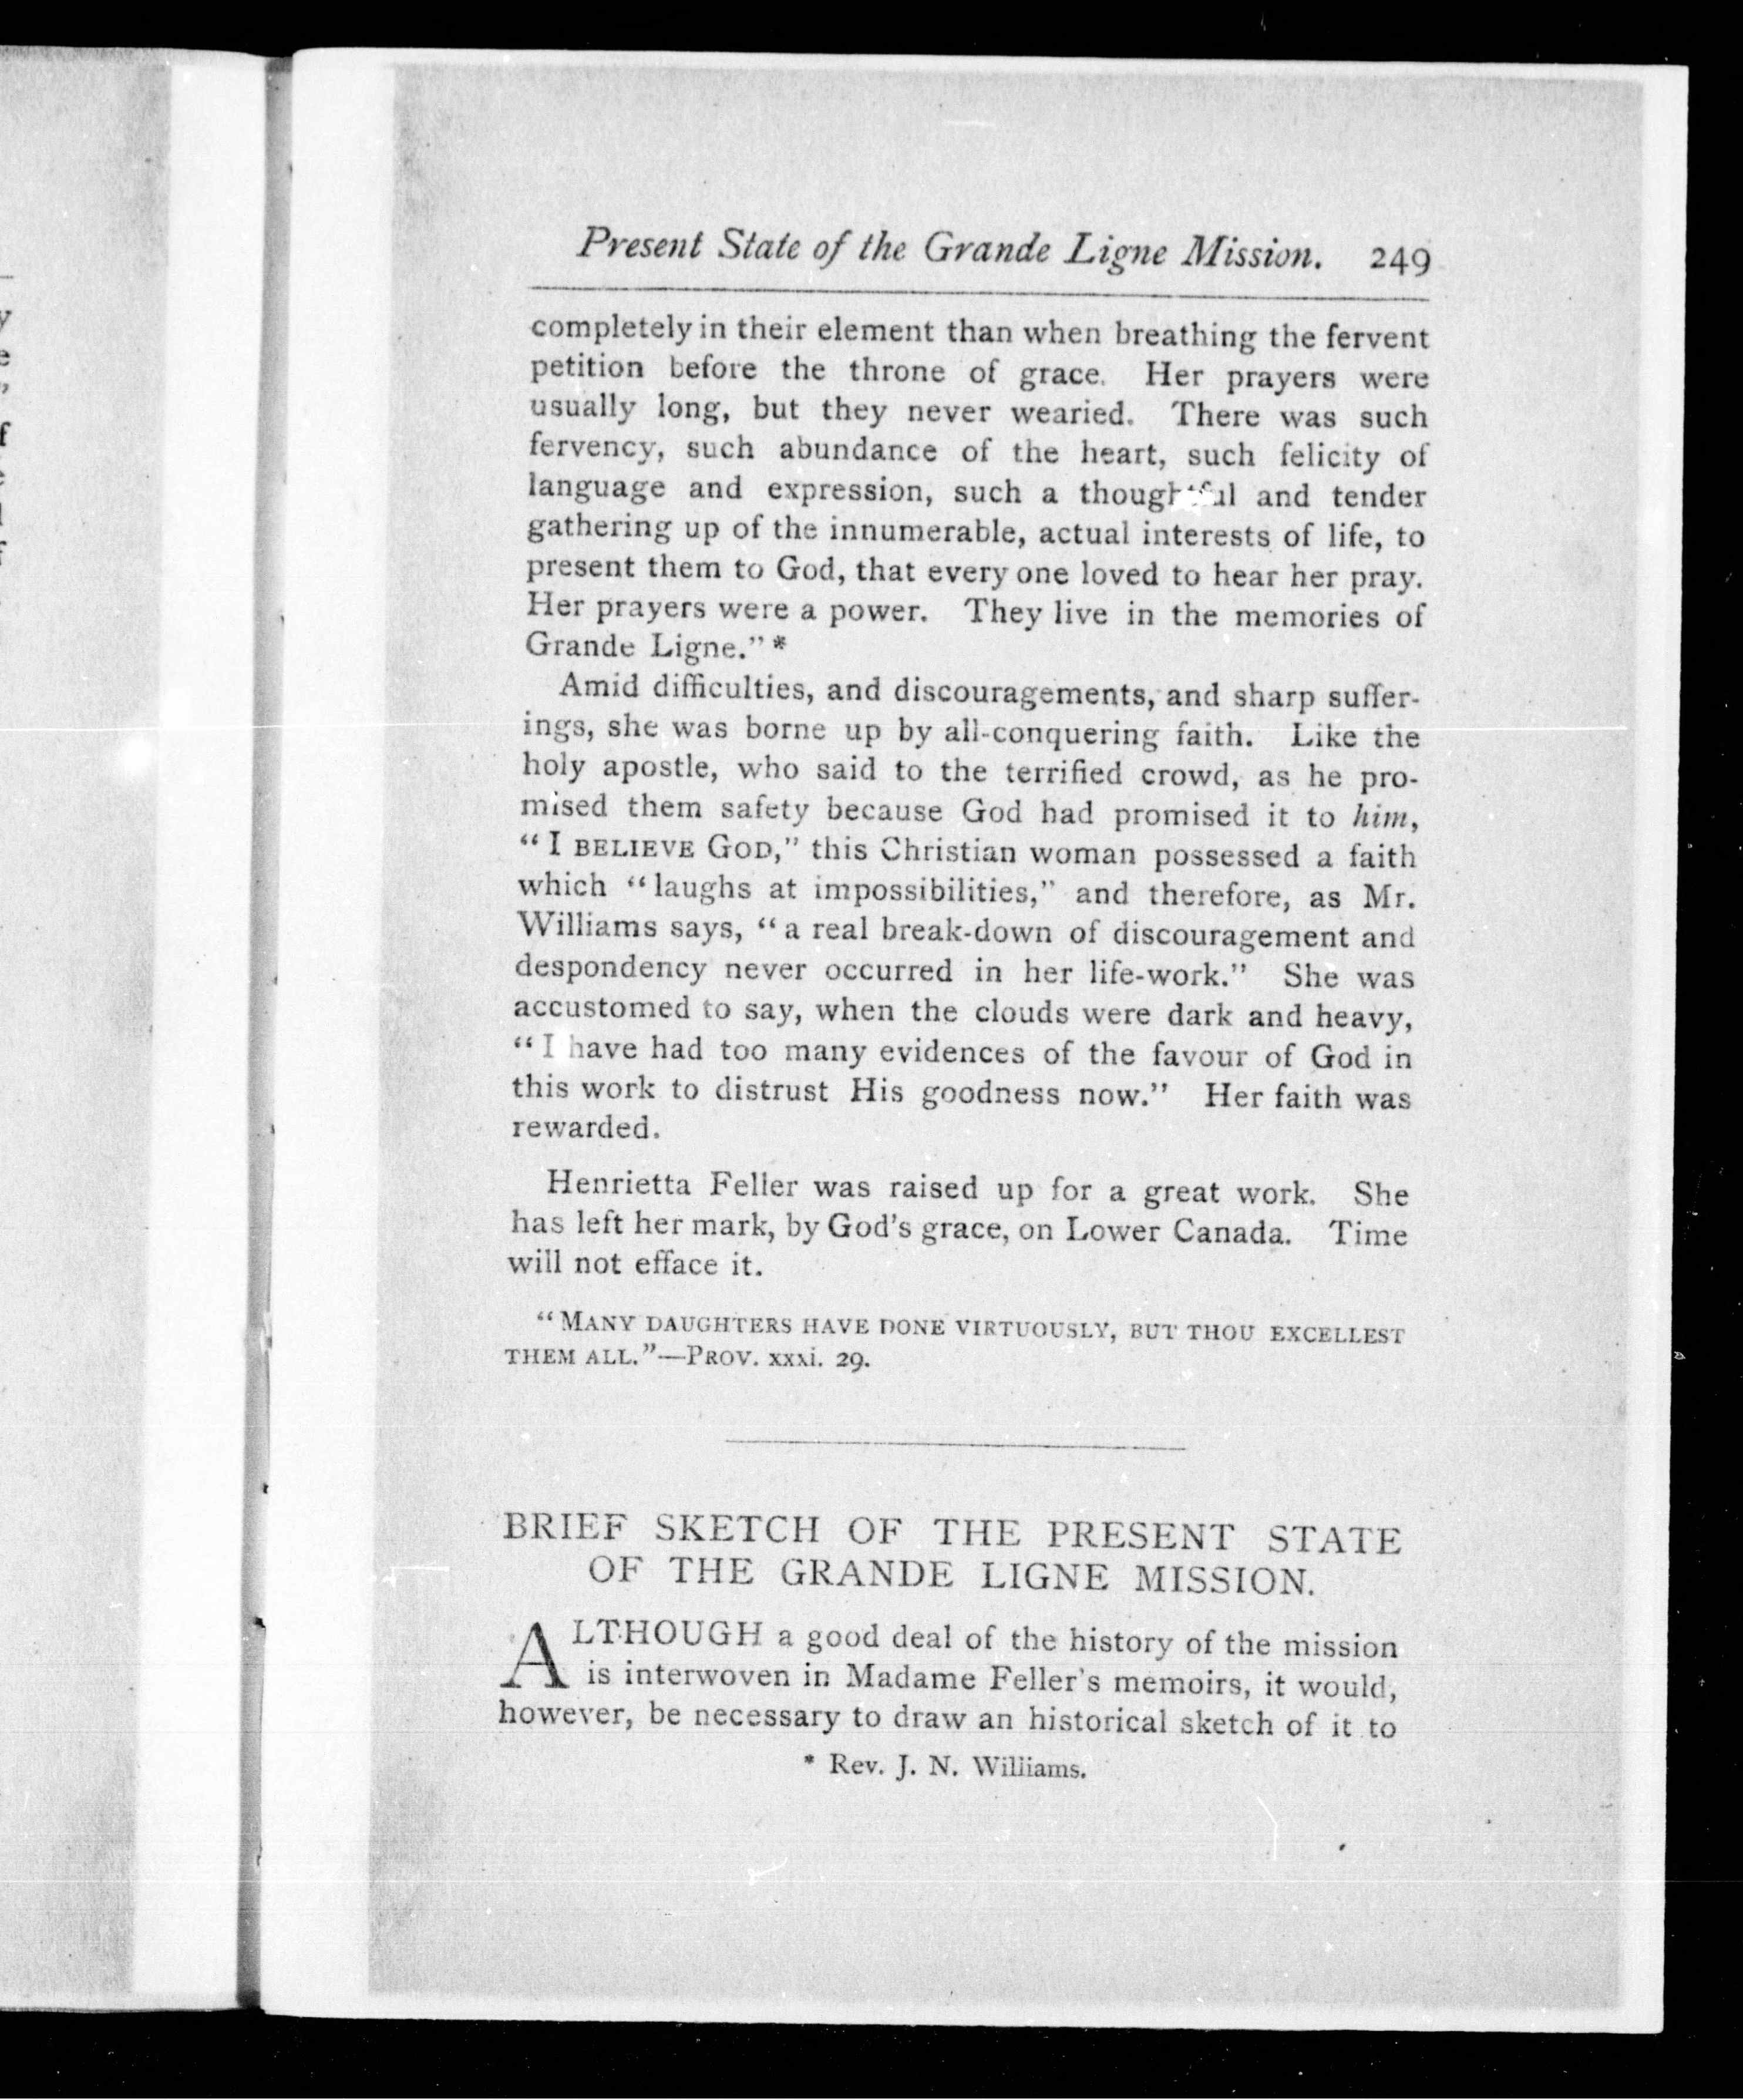 Present State of the Grande Ligne Mission. 249
completely in their element than when breathing the fervent
petition before the throne of grace. Her prayers were
usually long, but they never wearied. There was such
fervency, such abundance of the heart, such felicity of
language and expression, such a thoughtful and tender
gathering up of the innumerable, actual interests of life, to
present them to God, that every one loved to hear her pray.
Her prayers were a power. They live in the memories of
Grande Ligne.” *
Amid difficulties, and discouragements, and sharp suffer-
ings, she was borne up by all-conquering faith. Like the
holy apostle, who said to the terrified crowd, as he pro-
mised them safety because God had promised it to him,
“I BELIEVE GOD,” this Christian woman possessed a faith
which “laughs at impossibilities,” and therefore, as Mr.
Williams says, “a real break-down of discouragement and
despondency never occurred in her life-work.” She was
accustomed to say, when the clouds were dark and heavy,
“I have had too many evidences of the favour of God in
this work to distrust His goodness now.” Her faith was
rewarded.
Henrietta Feller was raised up for a great work. She
has left her mark, by God's grace, on Lower Canada. Time
will not efface it.
“MANY DAUGHTERS HAVE DONE VIRTUOUSLY, BUT THOU EXCELLEST
THEM ALL.”—PROV. xxxi. 29.
BRIEF SKETCH OF THE PRESENT STATE
OF THE GRANDE LIGNE MISSION.
ALTHOUGH a good deal of the history of the mission
is interwoven in Madame Feller's memoirs, it would,
however, be necessary to draw an historical sketch of it to
* Rev. J. N. Williams.